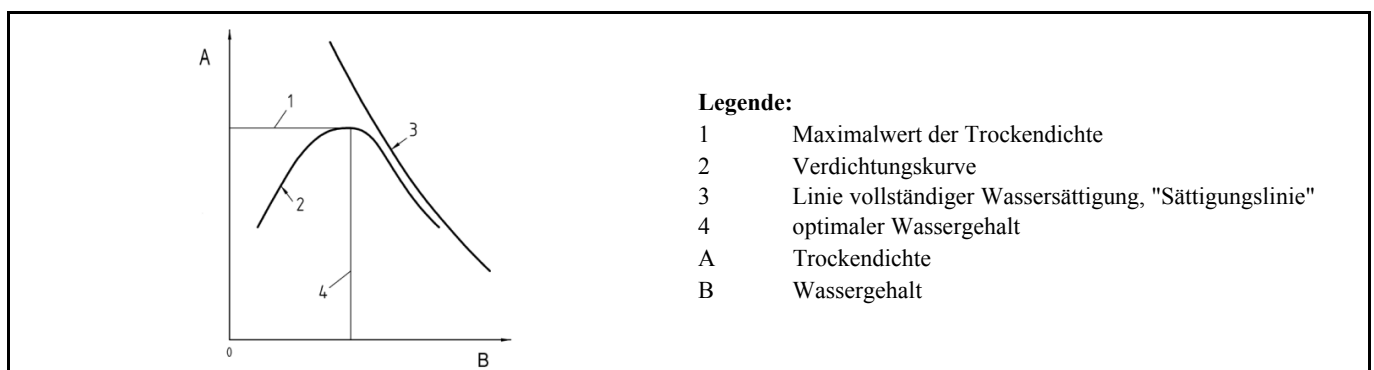 A
1
3
2
4
0
B
Legende:
1 Maximalwert der Trockendichte
2 Verdichtungskurve
3 Linie vollständiger Wassersättigung, "Sättigungslinie"
4 optimaler Wassergehalt
A Trockendichte
B Wassergehalt